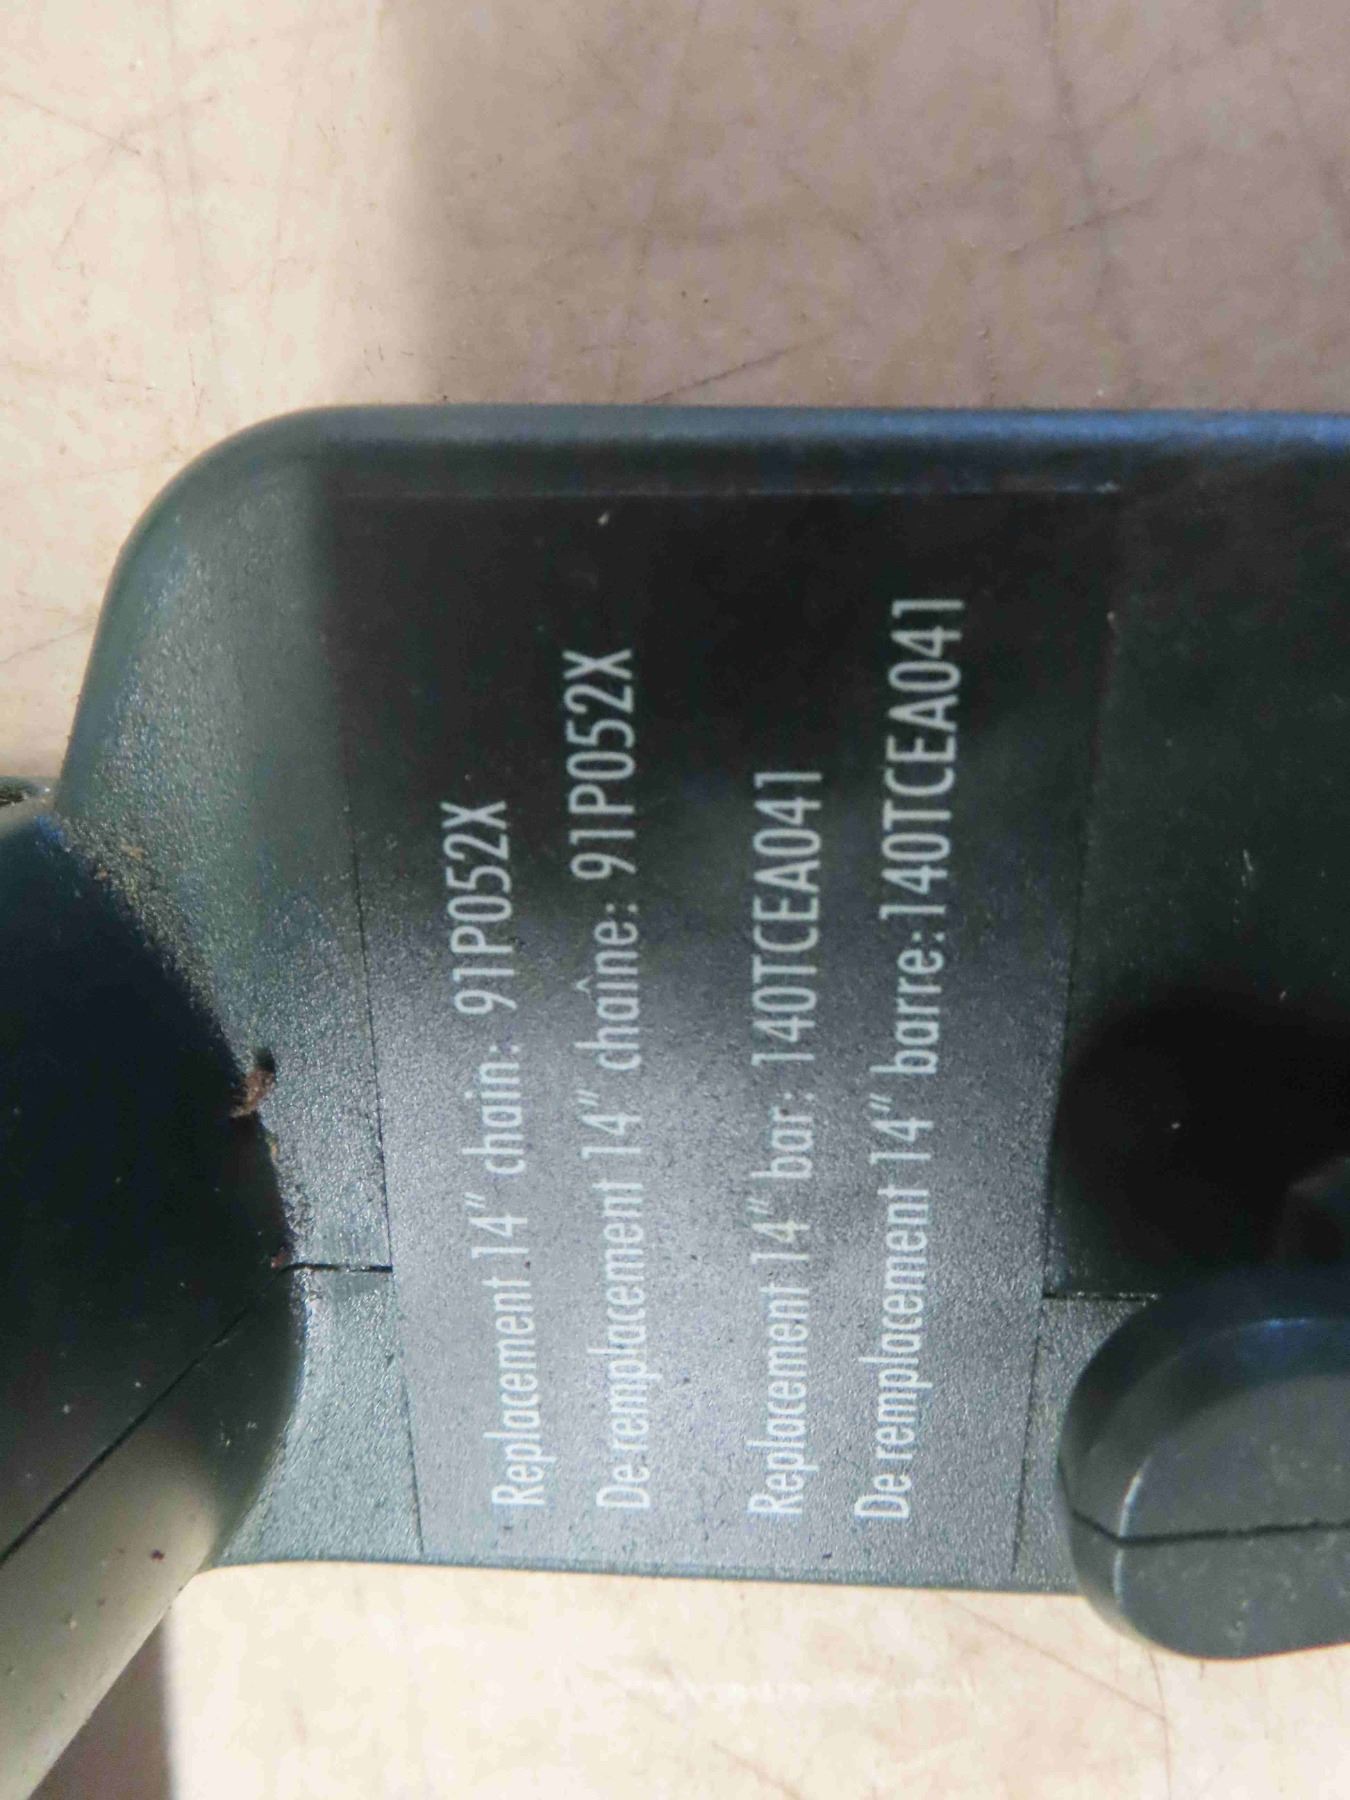 Replacement 14" chain: 91P052X
De remplacement 14" chaîne: 91P052X
Replacement 14" bar: 140TCEA041
De remplacement 14" barre:140TCEA041